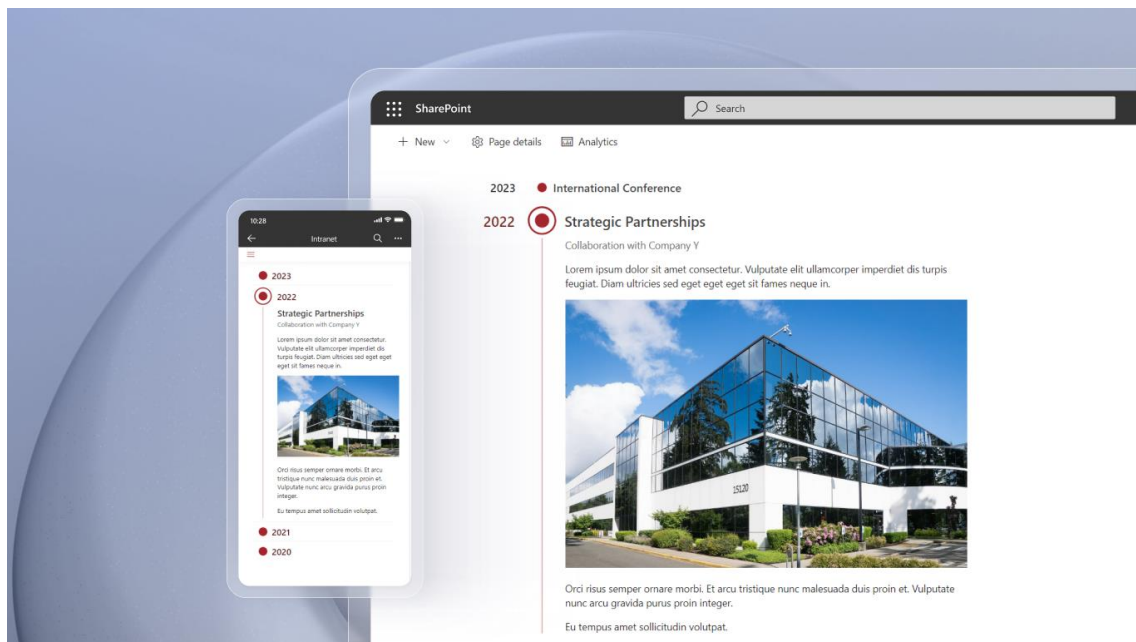 SharePoint
Search
New
Page details
Analytics
2023
International Conference
2022
Strategic Partnerships
Collaboration with Company Y
Lorem ipsum dolor sit amet consectetur. Vulputate elit ullamcorper imperdiet dis turpis
feugiat. Diam ultricies sed eget eget eget sit fames neque in.
15120
Orci risus semper ornare morbi. Et arcu tristique nunc malesuada duis proin et. Vulputate
nunc arcu gravida purus proin integer.
Eu tempus amet sollicitudin volutpat.
10:28
Intranet
2023
2022
Strategic Partnerships
Collaboration with Company Y
Lorem ipsum dolor sit amet consectetur.
Vulputate elit ullamcorper imperdiet dis
turpis feugiat. Diam ultricies sed eget eget
eget sit fames neque in.
Orci risus semper ornare morbi. Et arcu
tristique nunc malesuada duis proin et.
Vulputate nunc arcu gravida purus proin
integer.
Eu tempus amet sollicitudin volutpat.
2021
2020